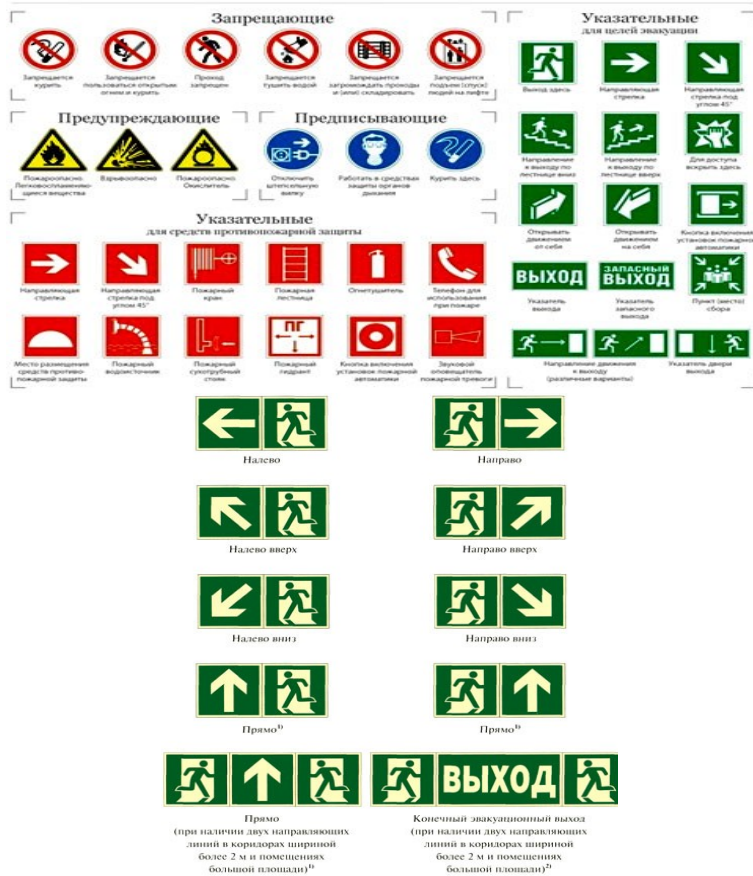 Запрещающие
Запрещается
курить
Запрещается
пользоваться открытым
огнем и курить
Проход
запрещен
Запрещается
тушить водой
Запрещается
загромождать проходы
и (или) складировать
Запрещается
подъем (спуск)
людей на лифте
Предупреждающие
Пожароопасно.
Легковоспламеняю-
щиеся вещества
Взрывоопасно
Пожароопасно.
Окислитель
Предписывающие
Отключить
штепсельную
вилку
Работать в средствах
защиты органов
дыхания
Курить здесь
Указательные
для средств противопожарной защиты
Направляющая
стрелка
Направляющая
стрелка под
углом 45°
Пожарный
кран
Пожарная
лестница
Огнетушитель
Телефон для
использования
при пожаре
ПГ
Место размещения
средств противо-
пожарной защиты
Пожарный
водоисточник
Пожарный
сухотрубный
стояк
Пожарный
гидрант
Кнопка включения
установок пожарной
автоматики
Звуковой
оповещатель
пожарной тревоги
Указательные
для целей эвакуации
Выход здесь
Направляющая
стрелка
Направляющая
стрелка под
углом 45°
Направление
к выходу по
лестнице вниз
Направление
к выходу по
лестнице вверх
Для доступа
вскрыть здесь
Открывать
движением
от себя
Открывать
движением
на себя
Кнопка включения
установок пожарной
автоматики
ВЫХОД
ЗАПАСНЫЙ
ВЫХОД
Указатель
выхода
Указатель
запасного
выхода
Пункт (место)
сбора
Направление движения
к выходу
(различные варианты)
Указатель двери
выхода
Налево
Направо
Налево вверх
Направо вверх
Налево вниз
Направо вниз
Прямо¹⁾
Прямо¹⁾
ВЫХОД
Прямо
(при наличии двух направляющих
линий в коридорах шириной
более 2 м и помещениях
большой площади)¹⁾
Конечный эвакуационный выход
(при наличии двух направляющих
линий в коридорах шириной
более 2 м и помещениях
большой площади)²⁾